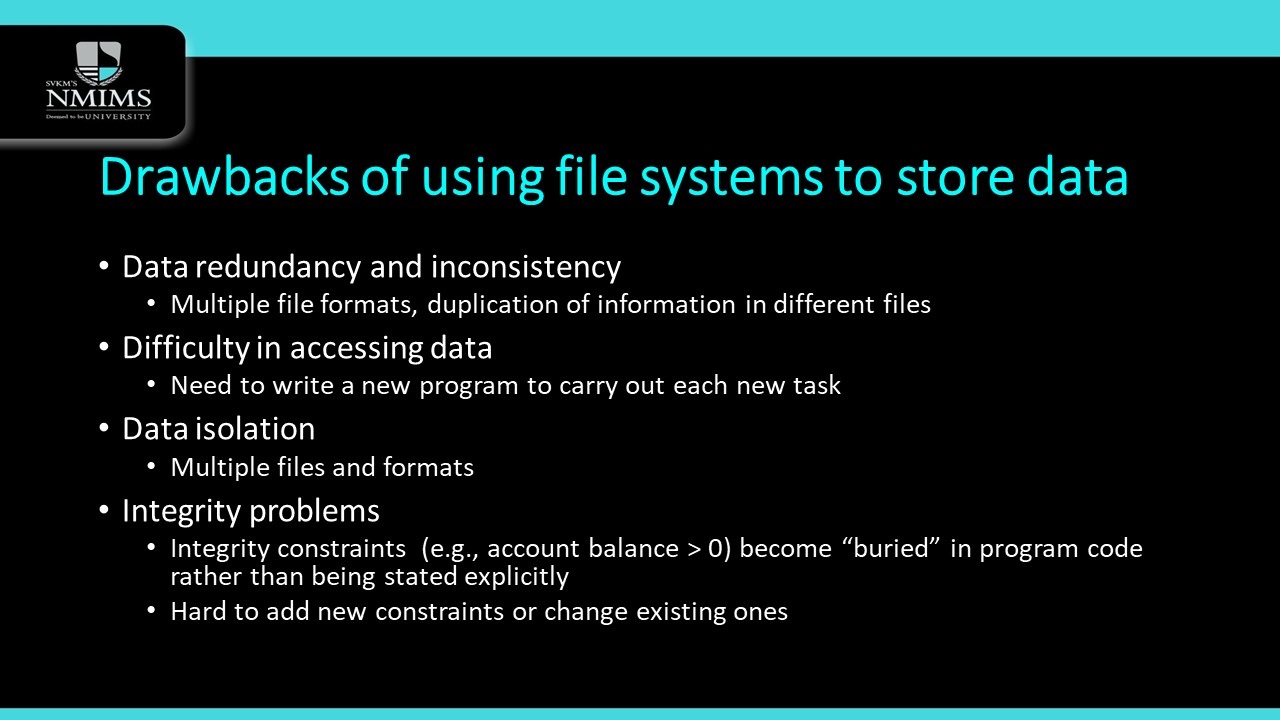 SVKM'S
NMIMS
Deemed to be UNIVERSITY
Drawbacks of using file systems to store data
• Data redundancy and inconsistency
• Multiple file formats, duplication of information in different files
• Difficulty in accessing data
• Need to write a new program to carry out each new task
• Data isolation
• Multiple files and formats
• Integrity problems
• Integrity constraints (e.g., account balance > 0) become “buried” in program code
rather than being stated explicitly
• Hard to add new constraints or change existing ones